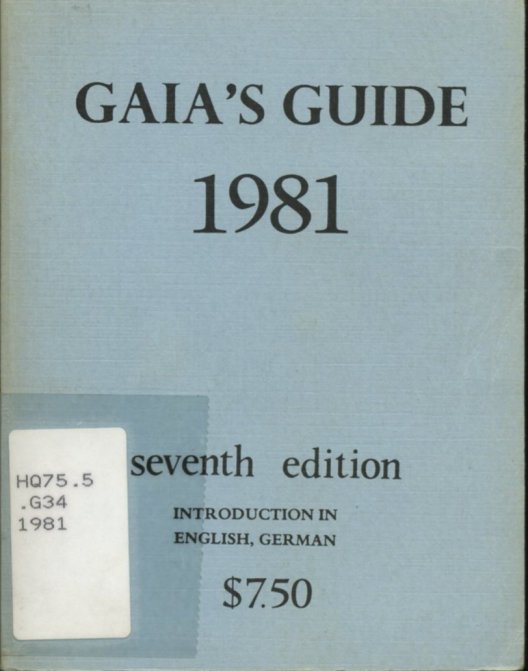 GAIA'S GUIDE
1981
seventh edition
INTRODUCTION IN
ENGLISH, GERMAN
$7.50
HQ75.5
.G34
1981